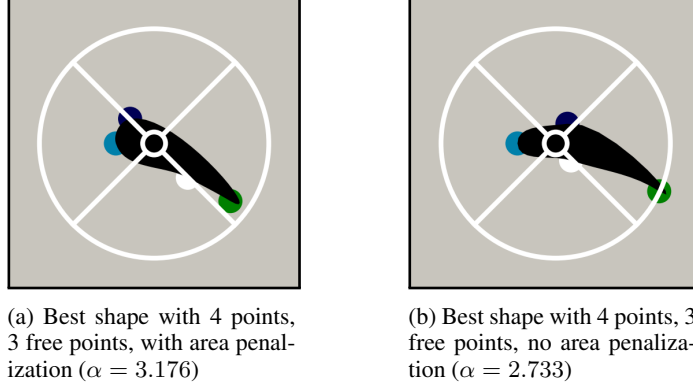 (a) Best shape with 4 points,
3 free points, with area penal-
ization (α = 3.176)
(b) Best shape with 4 points, 3
free points, no area penaliza-
tion (α = 2.733)